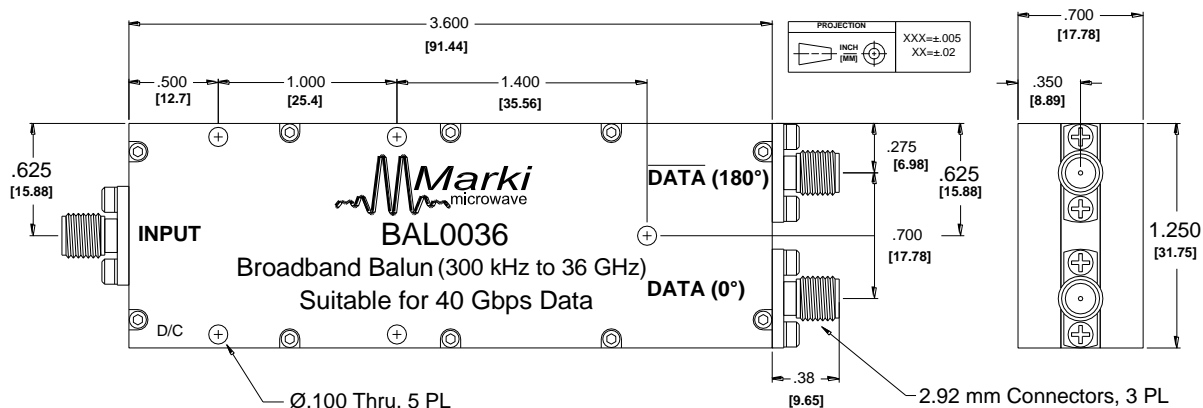 3.600
[91.44]
.500
[12.7]
1.000
[25.4]
1.400
[35.56]
PROJECTION
INCH
[MM]
XXX=±.005
XX=±.02
.700
[17.78]
.350
[8.89]
.625
[15.88]
.275
[6.98]
.625
[15.88]
Marki
microwave
DATA (180°)
INPUT
BAL0036
Broadband Balun (300 kHz to 36 GHz)
Suitable for 40 Gbps Data
DATA (0°)
.700
[17.78]
1.250
[31.75]
D/C
.38
[9.65]
Ø.100 Thru, 5 PL
2.92 mm Connectors, 3 PL